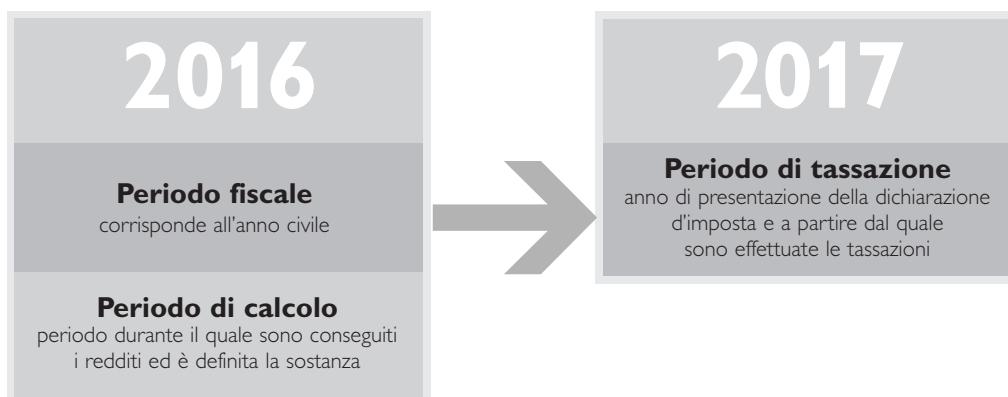 2016
Periodo fiscale
corrisponde all'anno civile
Periodo di calcolo
periodo durante il quale sono conseguiti
i redditi ed è definita la sostanza
2017
Periodo di tassazione
anno di presentazione della dichiarazione
d'imposta e a partire dal quale
sono effettuate le tassazioni